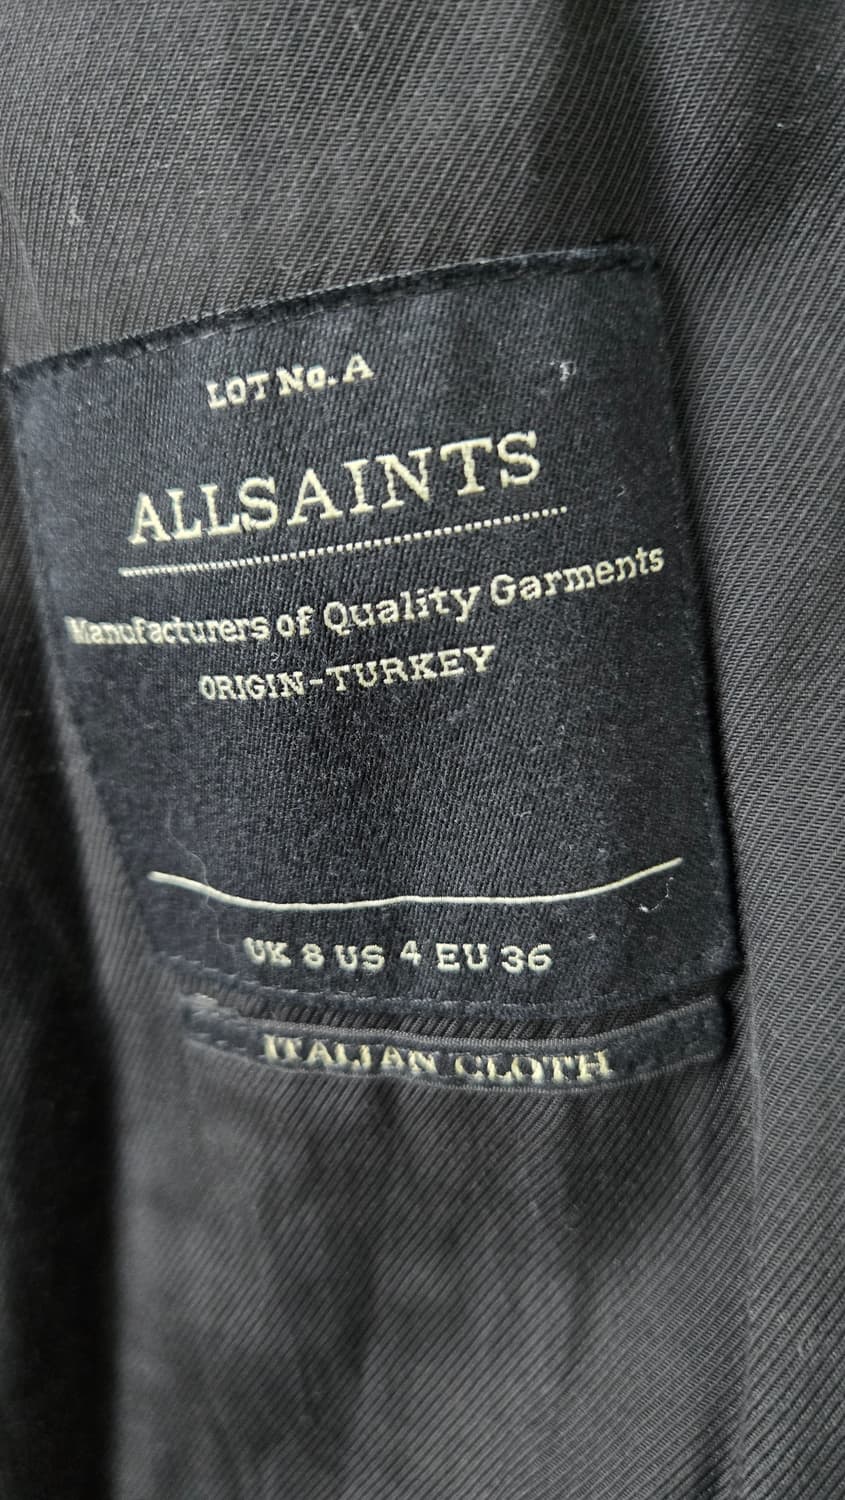 LOT No. A
ALLSAINTS
Manufacturers of Quality Garments
ORIGIN-TURKEY
UK 8 US 4 EU 36
ITALIAN CLOTH